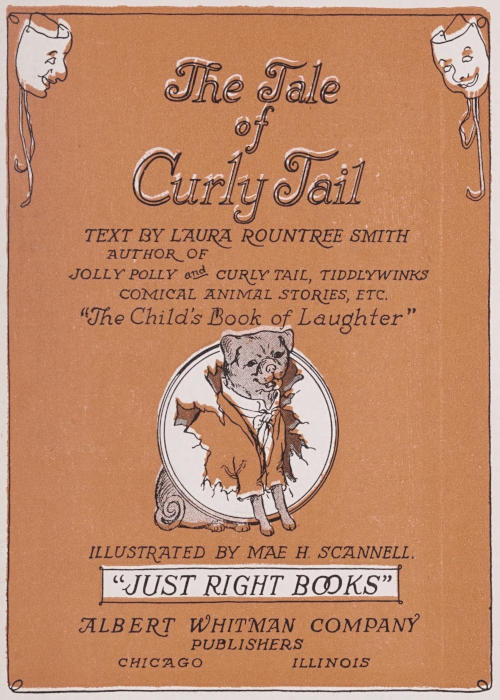 The Tale
of
Curly Tail
TEXT BY LAURA ROUNTREE SMITH
AUTHOR OF
JOLLY POLLY and CURLY TAIL, TIDDLYWINKS
COMICAL ANIMAL STORIES, ETC.
"The Child's Book of Laughter"
ILLUSTRATED BY MAE H. SCANNELL.
"JUST RIGHT BOOKS"
ALBERT WHITMAN COMPANY
PUBLISHERS
CHICAGO ILLINOIS